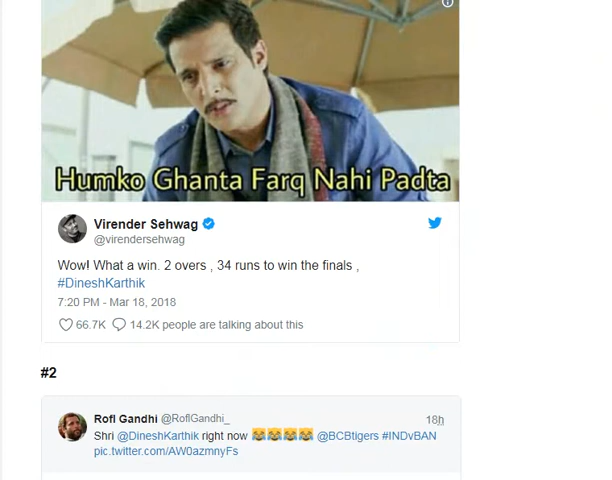 Humko Ghanta Farq Nahi Padta
Virender Sehwag
@virendersehwag
Wow! What a win. 2 overs , 34 runs to win the finals ,
#DineshKarthik
7:20 PM - Mar 18, 2018
66.7K 14.2K people are talking about this
#2
Rofl Gandhi @RoflGandhi_ 18h
Shri @DineshKarthik right now 😹😹😹😹 @BCBtigers #INDvBAN
pic.twitter.com/AW0azmnyFs